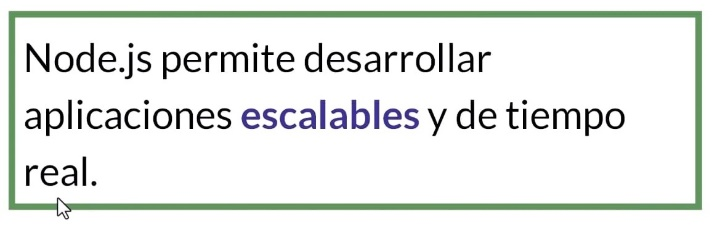 Node.js permite desarrollar
aplicaciones escalables y de tiempo
real.